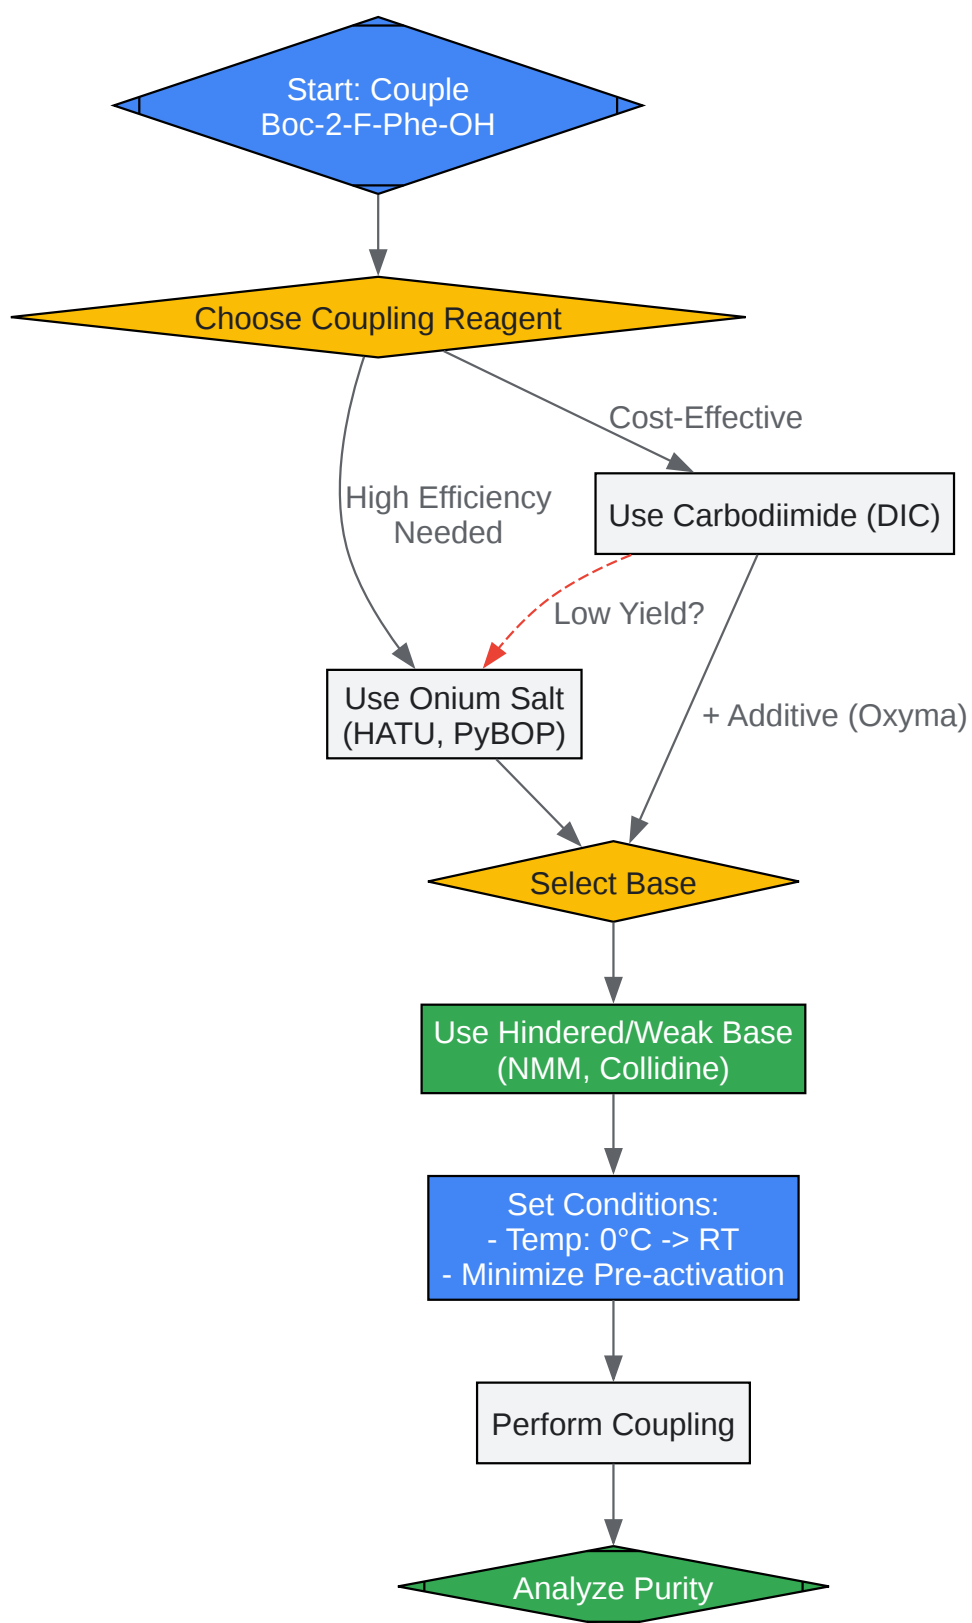 Start: Couple
Boc-2-F-Phe-OH
Choose Coupling Reagent
Cost-Effective
High Efficiency
Needed
Use Carbodiimide (DIC)
Low Yield?
Use Onium Salt
(HATU, PyBOP)
+ Additive (Oxyma)
Select Base
Use Hindered/Weak Base
(NMM, Collidine)
Set Conditions:
- Temp: 0°C -> RT
- Minimize Pre-activation
Perform Coupling
Analyze Purity